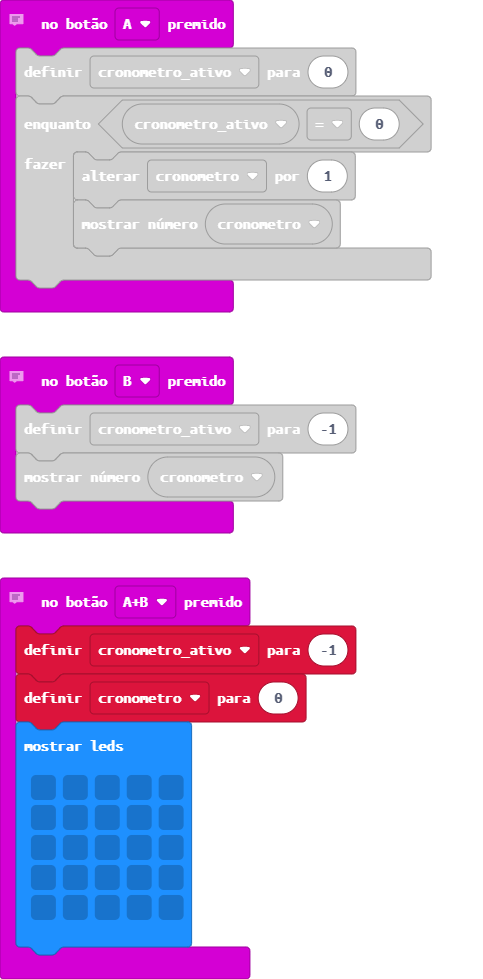 no botão A premido
definir cronometro_ativo para 0
enquanto cronometro_ativo = 0
fazer
alterar cronometro por 1
mostrar número cronometro
no botão B premido
definir cronometro_ativo para -1
mostrar número cronometro
no botão A+B premido
definir cronometro_ativo para -1
definir cronometro para 0
mostrar leds